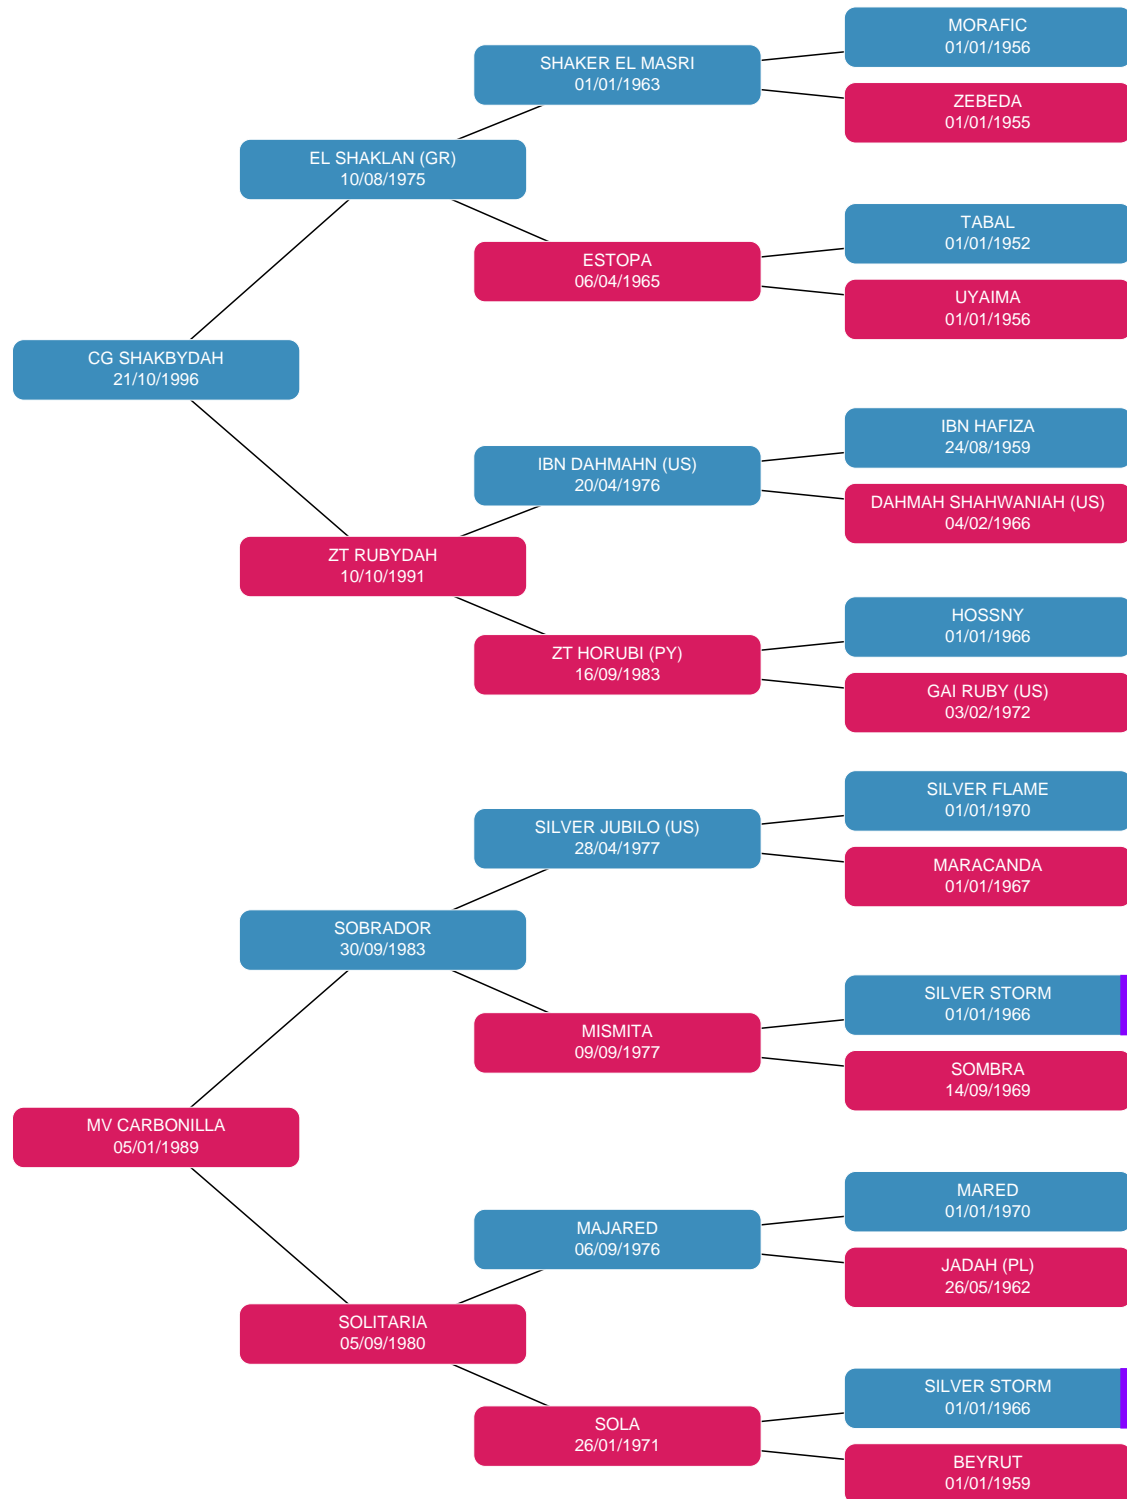 MORAFIC
01/01/1956
SHAKER EL MASRI
01/01/1963
ZEBEDA
01/01/1955
EL SHAKLAN (GR)
10/08/1975
TABAL
01/01/1952
ESTOPA
06/04/1965
UYAIMA
01/01/1956
CG SHAKBYDAH
21/10/1996
IBN HAFIZA
24/08/1959
IBN DAHMAHN (US)
20/04/1976
DAHMAH SHAHWANIAH (US)
04/02/1966
ZT RUBYDAH
10/10/1991
HOSSNY
01/01/1966
ZT HORUBI (PY)
16/09/1983
GAI RUBY (US)
03/02/1972
SILVER FLAME
01/01/1970
SILVER JUBILO (US)
28/04/1977
MARACANDA
01/01/1967
SOBRADOR
30/09/1983
SILVER STORM
01/01/1966
MISMITA
09/09/1977
SOMBRA
14/09/1969
MV CARBONILLA
05/01/1989
MARED
01/01/1970
MAJARED
06/09/1976
JADAH (PL)
26/05/1962
SOLITARIA
05/09/1980
SILVER STORM
01/01/1966
SOLA
26/01/1971
BEYRUT
01/01/1959